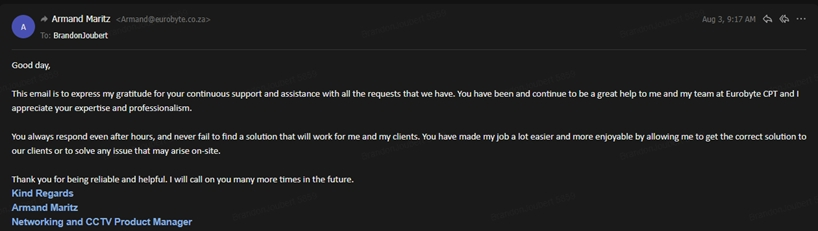 A
Armand Maritz <Armand@eurobyte.co.za>
Aug 3, 9:17 AM
To: BrandonJoubert
Good day,
This email is to express my gratitude for your continuous support and assistance with all the requests that we have. You have been and continue to be a great help to me and my team at Eurobyte CPT and I
appreciate your expertise and professionalism.
You always respond even after hours, and never fail to find a solution that will work for me and my clients. You have made my job a lot easier and more enjoyable by allowing me to get the correct solution to
our clients or to solve any issue that may arise on-site.
Thank you for being reliable and helpful. I will call on you many more times in the future.
Kind Regards
Armand Maritz
Networking and CCTV Product Manager